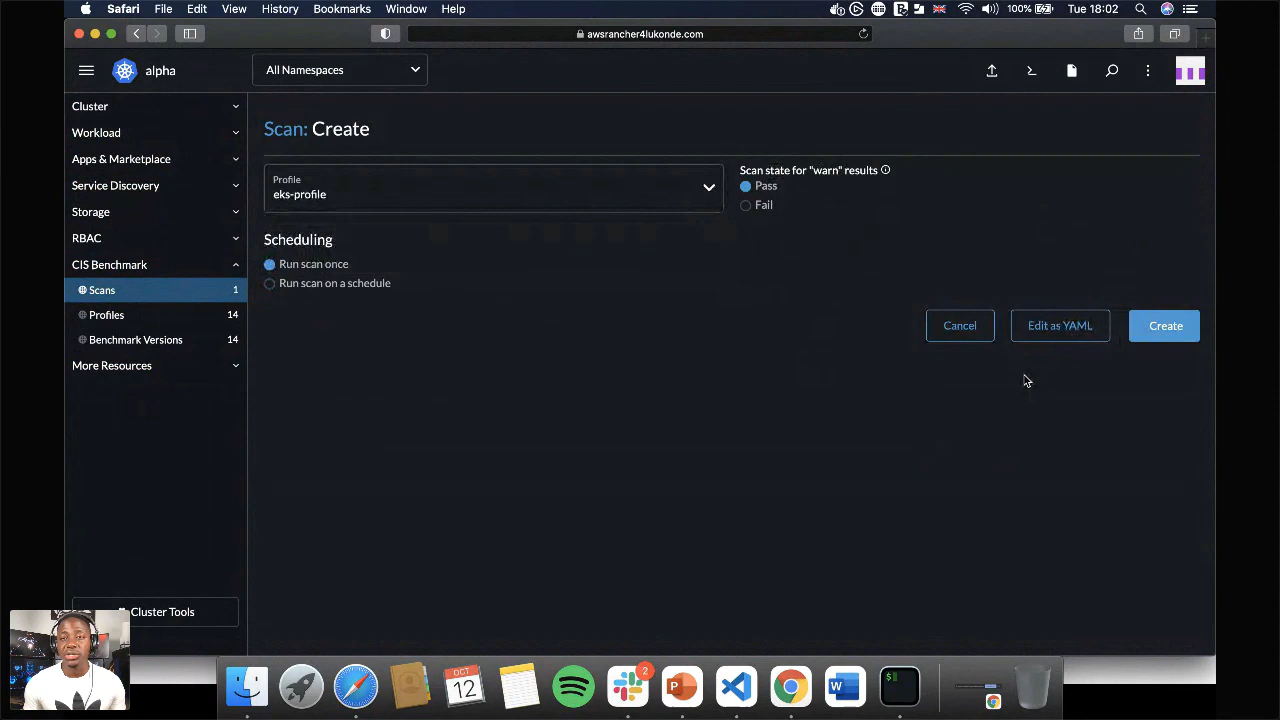 Safari File Edit View History Bookmarks Window Help 100% Tue 18:02
awsrancher4lukonde.com
alpha All Namespaces
Cluster
Workload
Apps & Marketplace
Service Discovery
Storage
RBAC
CIS Benchmark
Scans 1
Profiles 14
Benchmark Versions 14
More Resources
Cluster Tools
Scan: Create
Profile
eks-profile
Scan state for "warn" results
Pass
Fail
Scheduling
Run scan once
Run scan on a schedule
Cancel Edit as YAML Create
OCT
12
2
P
W
$